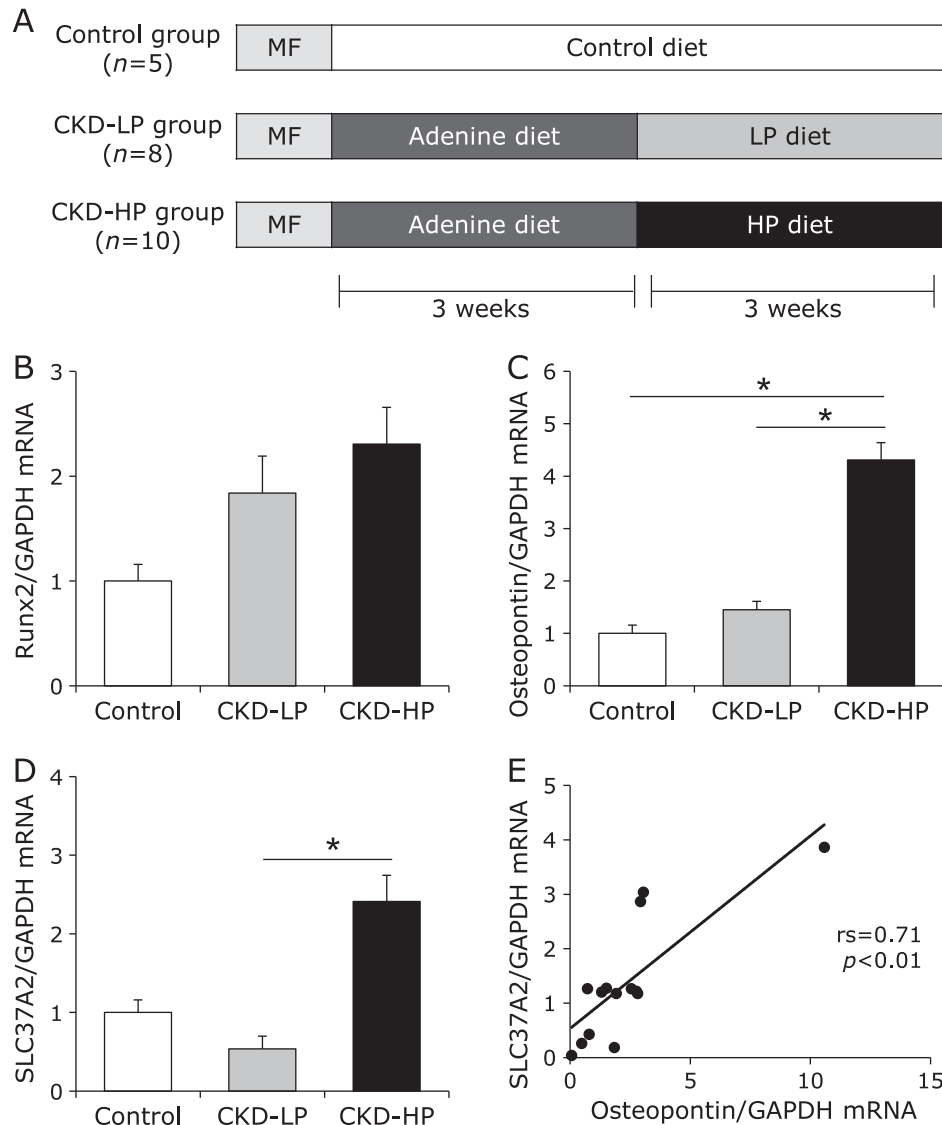 A
Control group
(n=5)
MF
Control diet
CKD-LP group
(n=8)
MF
Adenine diet
LP diet
CKD-HP group
(n=10)
MF
Adenine diet
HP diet
3 weeks
3 weeks
B
Runx2/GAPDH mRNA
3
2
1
0
Control
CKD-LP
CKD-HP
C
Osteopontin/GAPDH mRNA
6
5
4
3
2
1
0
*
*
Control
CKD-LP
CKD-HP
D
SLC37A2/GAPDH mRNA
4
3
2
1
0
*
Control
CKD-LP
CKD-HP
E
SLC37A2/GAPDH mRNA
5
4
3
2
1
0
rs=0.71
p<0.01
0
5
10
15
Osteopontin/GAPDH mRNA